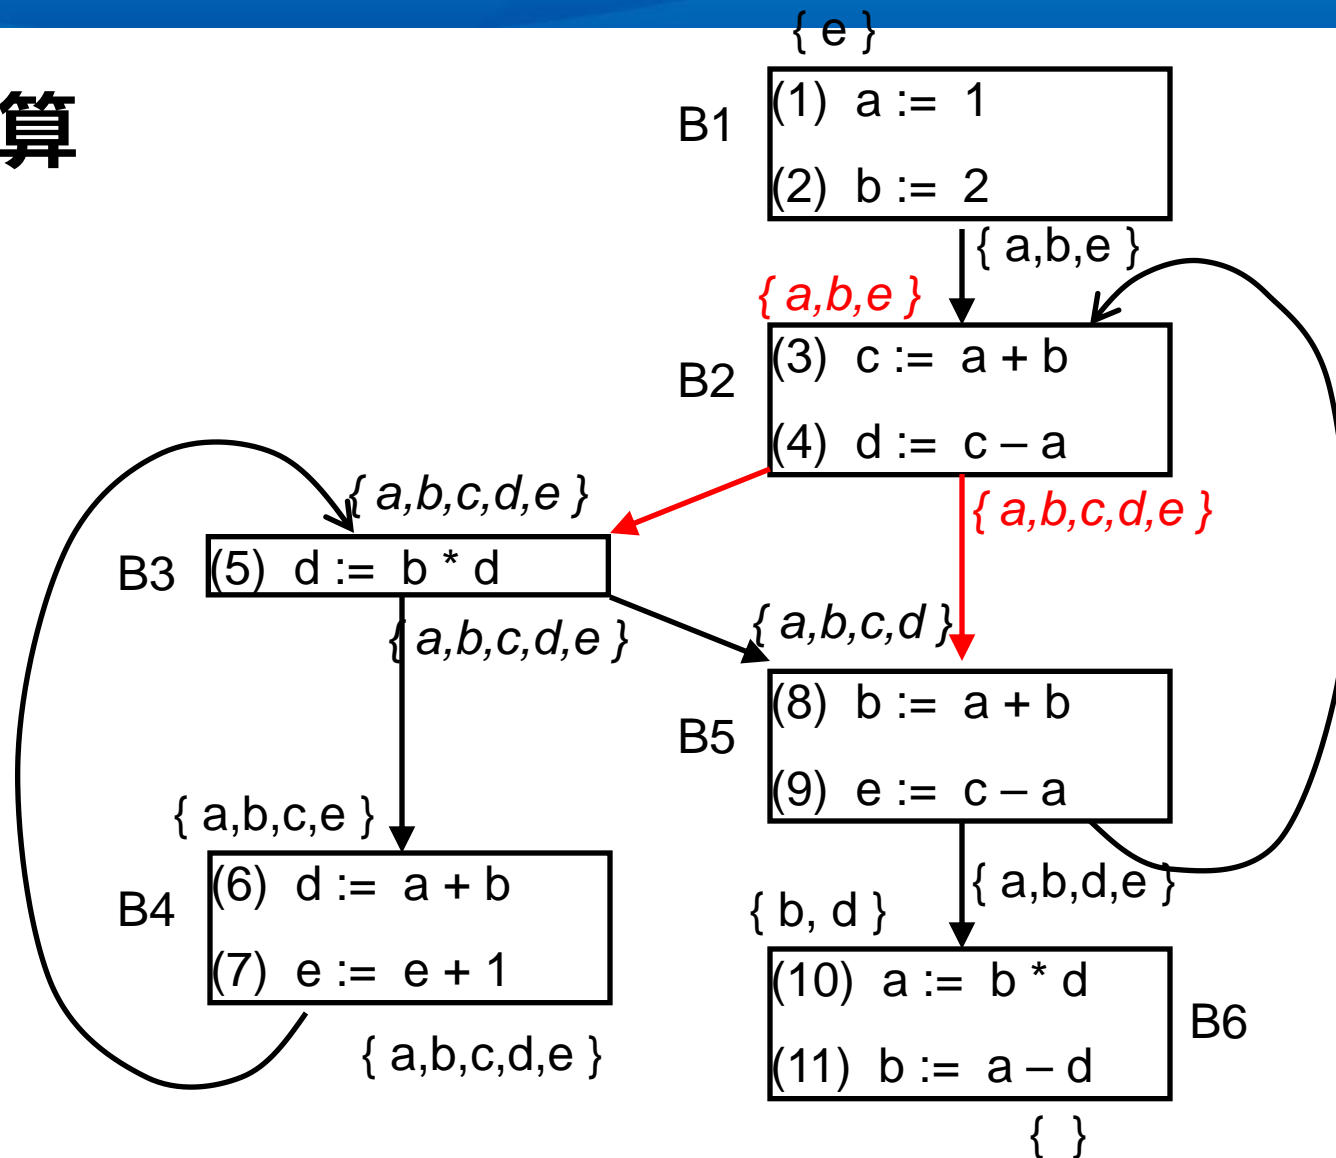 算
{ e }
B1
(1) a := 1
(2) b := 2
{ a,b,e }
{ a,b,e }
B2
(3) c := a + b
(4) d := c – a
{ a,b,c,d,e }
{ a,b,c,d,e }
B3
(5) d := b * d
{ a,b,c,d,e }
{ a,b,c,d }
B5
(8) b := a + b
(9) e := c – a
{ a,b,c,e }
B4
(6) d := a + b
(7) e := e + 1
{ a,b,c,d,e }
{ a,b,d,e }
{ b, d }
(10) a := b * d
(11) b := a – d
B6
{ }